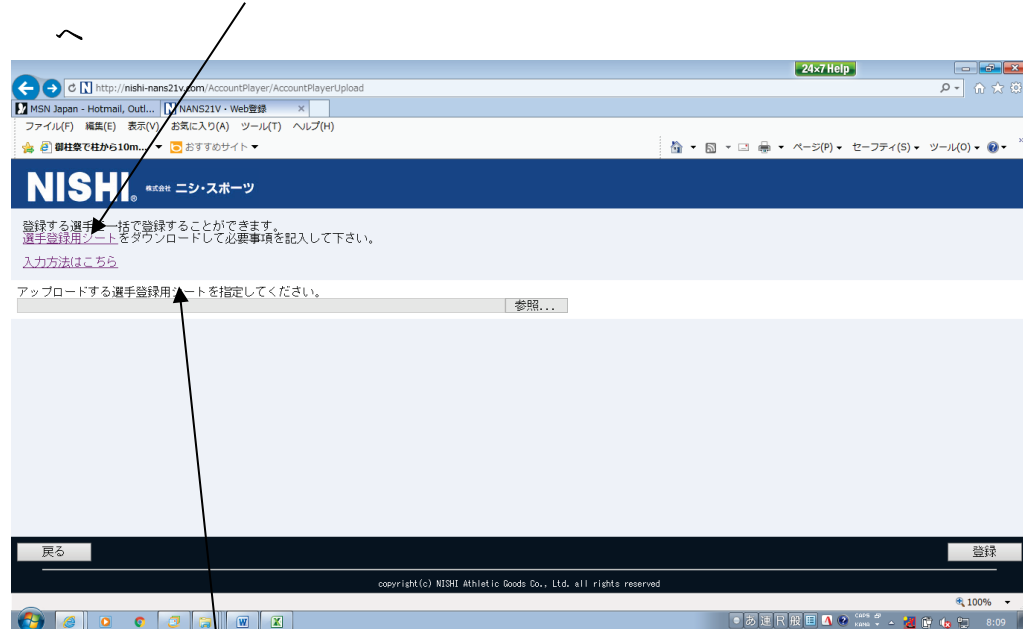 へ
24×7 Help
http://nishi-nans21v.com/AccountPlayer/AccountPlayerUpload
MSN Japan - Hotmail, Outl... NANS21V・Web登録 ×
ファイル(F) 編集(E) 表示(V) お気に入り(A) ツール(T) ヘルプ(H)
御柱祭で柱から10m... おすすめサイト ページ(P) セーフティ(S) ツール(O)
NISHI® 株式会社 ニシ・スポーツ
登録する選手を一括で登録することができます。
選手登録用シートをダウンロードして必要事項を記入して下さい。
入力方法はこちら
アップロードする選手登録用シートを指定してください。
参照...
戻る 登録
copyright(c) NISHI Athletic Goods Co., Ltd. all rights reserved
100%
あ 連 R 般 CAPS KANA 8:09